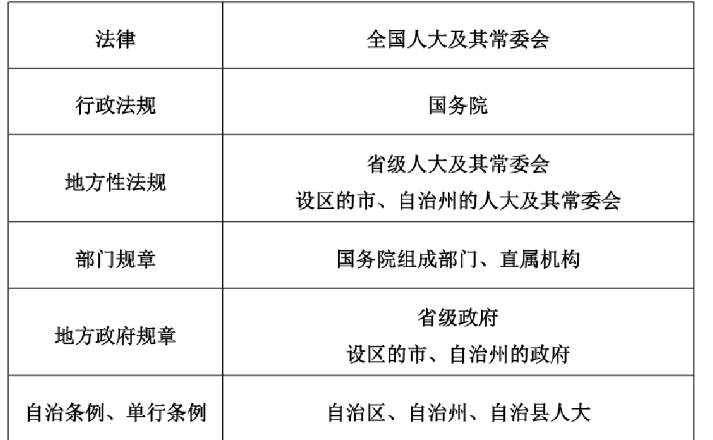 法律
全国人大及其常委会
行政法规
国务院
地方性法规
省级人大及其常委会
设区的市、自治州的人大及其常委会
部门规章
国务院组成部门、直属机构
地方政府规章
省级政府
设区的市、自治州的政府
自治条例、单行条例
自治区、自治州、自治县人大